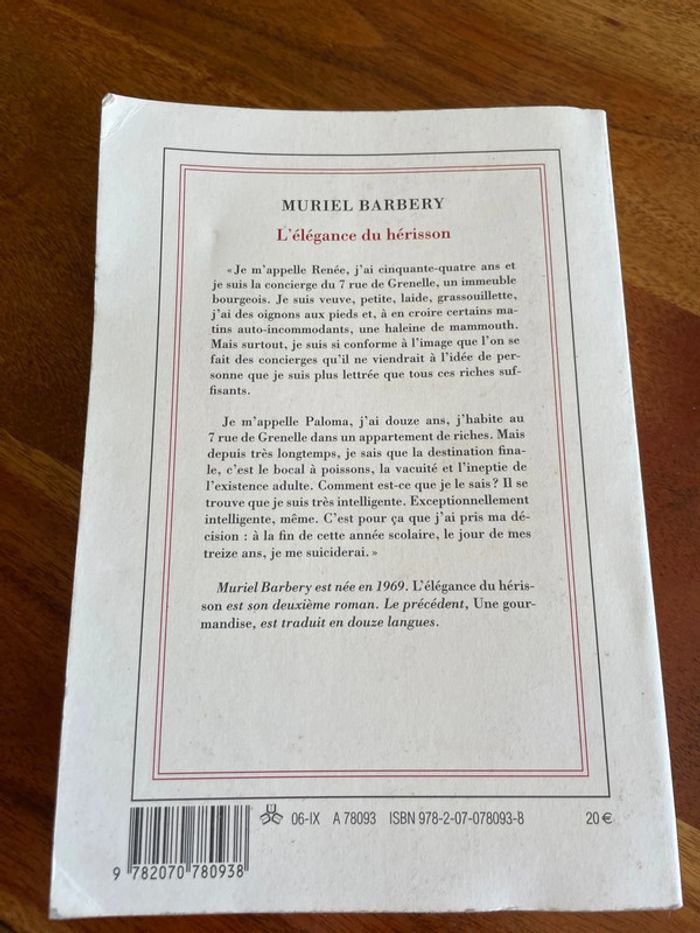 MURIEL BARBERY
L'élégance du hérisson
«Je m'appelle Renée, j'ai cinquante-quatre ans et
je suis la concierge du 7 rue de Grenelle, un immeuble
bourgeois. Je suis veuve, petite, laide, grassouillette,
j'ai des oignons aux pieds et, à en croire certains ma-
tins auto-incommodants, une haleine de mammouth.
Mais surtout, je suis si conforme à l'image que l'on se
fait des concierges qu'il ne viendrait à l'idée de per-
sonne que je suis plus lettrée que tous ces riches suf-
fisants.
Je m'appelle Paloma, j'ai douze ans, j'habite au
7 rue de Grenelle dans un appartement de riches. Mais
depuis très longtemps, je sais que la destination fina-
le, c'est le bocal à poissons, la vacuité et l'ineptie de
l'existence adulte. Comment est-ce que je le sais? Il se
trouve que je suis très intelligente. Exceptionnellement
intelligente, même. C'est pour ça que j'ai pris ma dé-
cision : à la fin de cette année scolaire, le jour de mes
treize ans, je me suiciderai.»
Muriel Barbery est née en 1969. L'élégance du héris-
son est son deuxième roman. Le précédent, Une gour-
mandise, est traduit en douze langues.
06-IX A 78093 ISBN 978-2-07-078093-8 20 €
9 782070 780938